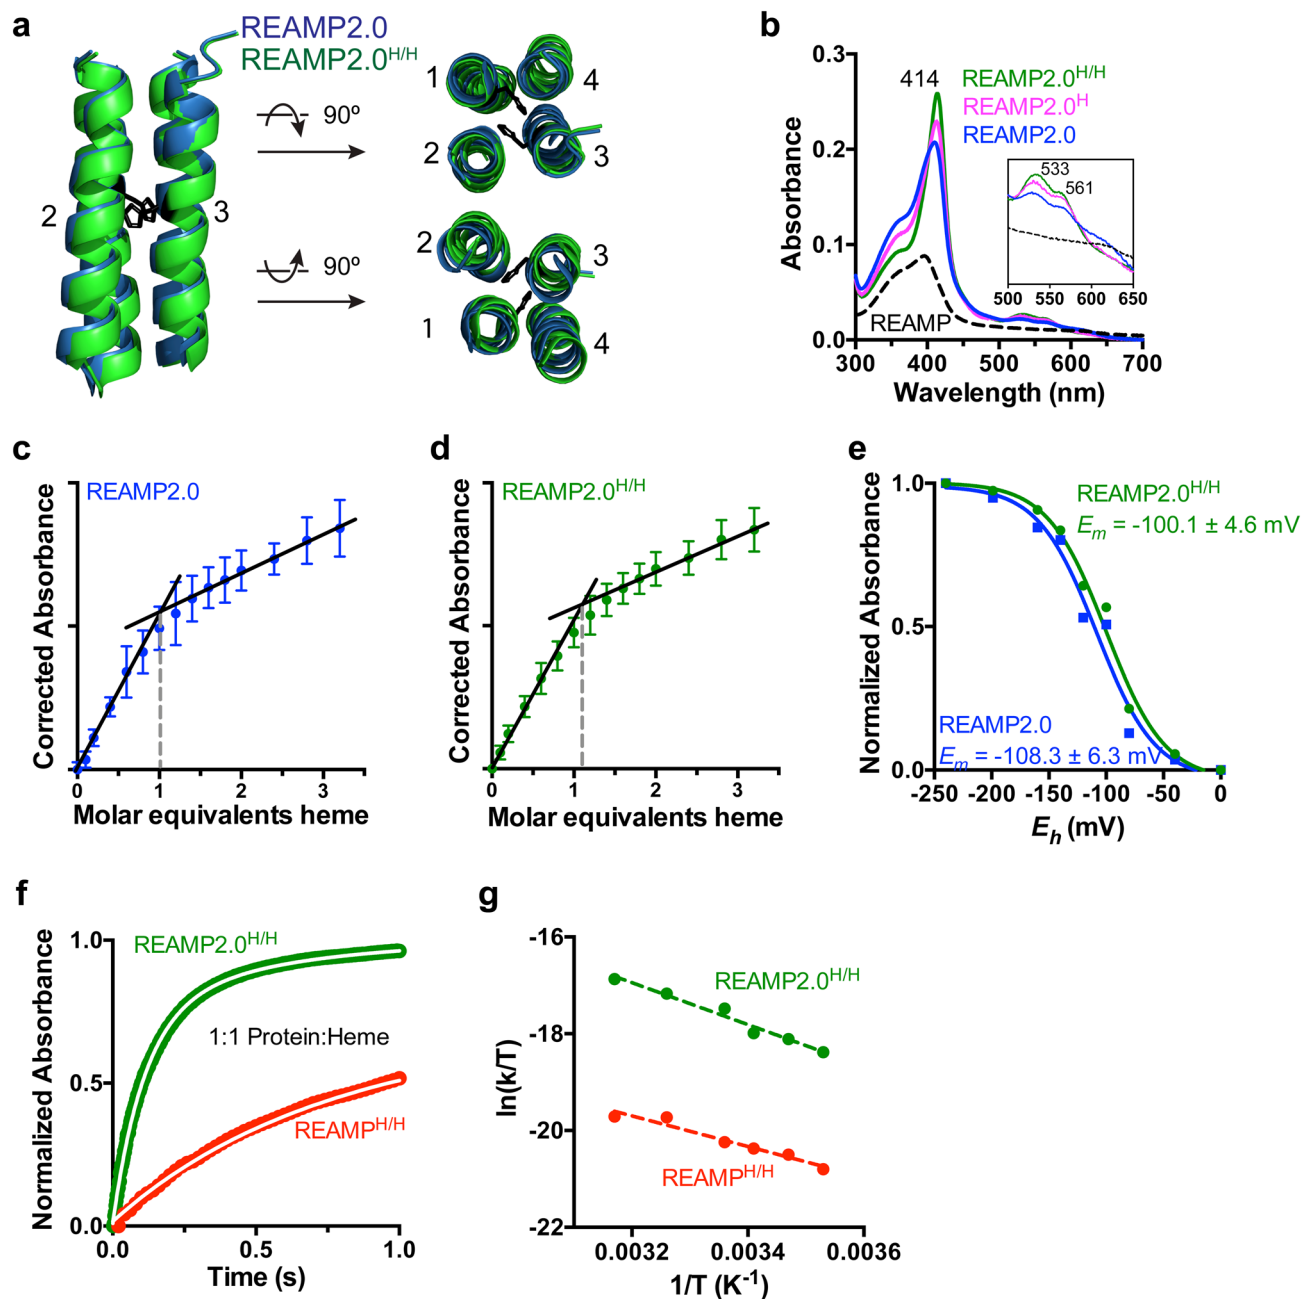 a
REAMP2.0
REAMP2.0H/H
90º
90º
2
3
1
4
2
3
2
3
1
4
b
0.3
0.2
0.1
0.0
Absorbance
414
REAMP2.0H/H
REAMP2.0H
REAMP2.0
533
561
500 550 600 650
REAMP
300 400 500 600 700
Wavelength (nm)
c
REAMP2.0
Corrected Absorbance
0 1 2 3
Molar equivalents heme
d
REAMP2.0H/H
Corrected Absorbance
0 1 2 3
Molar equivalents heme
e
1.0
0.5
0.0
Normalized Absorbance
REAMP2.0H/H
Em = -100.1 ± 4.6 mV
REAMP2.0
Em = -108.3 ± 6.3 mV
-250 -200 -150 -100 -50 0
Eh (mV)
f
1.0
0.5
0.0
Normalized Absorbance
REAMP2.0H/H
1:1 Protein:Heme
REAMPH/H
0.0 0.5 1.0
Time (s)
g
-16
-18
-20
-22
ln(k/T)
REAMP2.0H/H
REAMPH/H
0.0032 0.0034 0.0036
1/T (K-1)